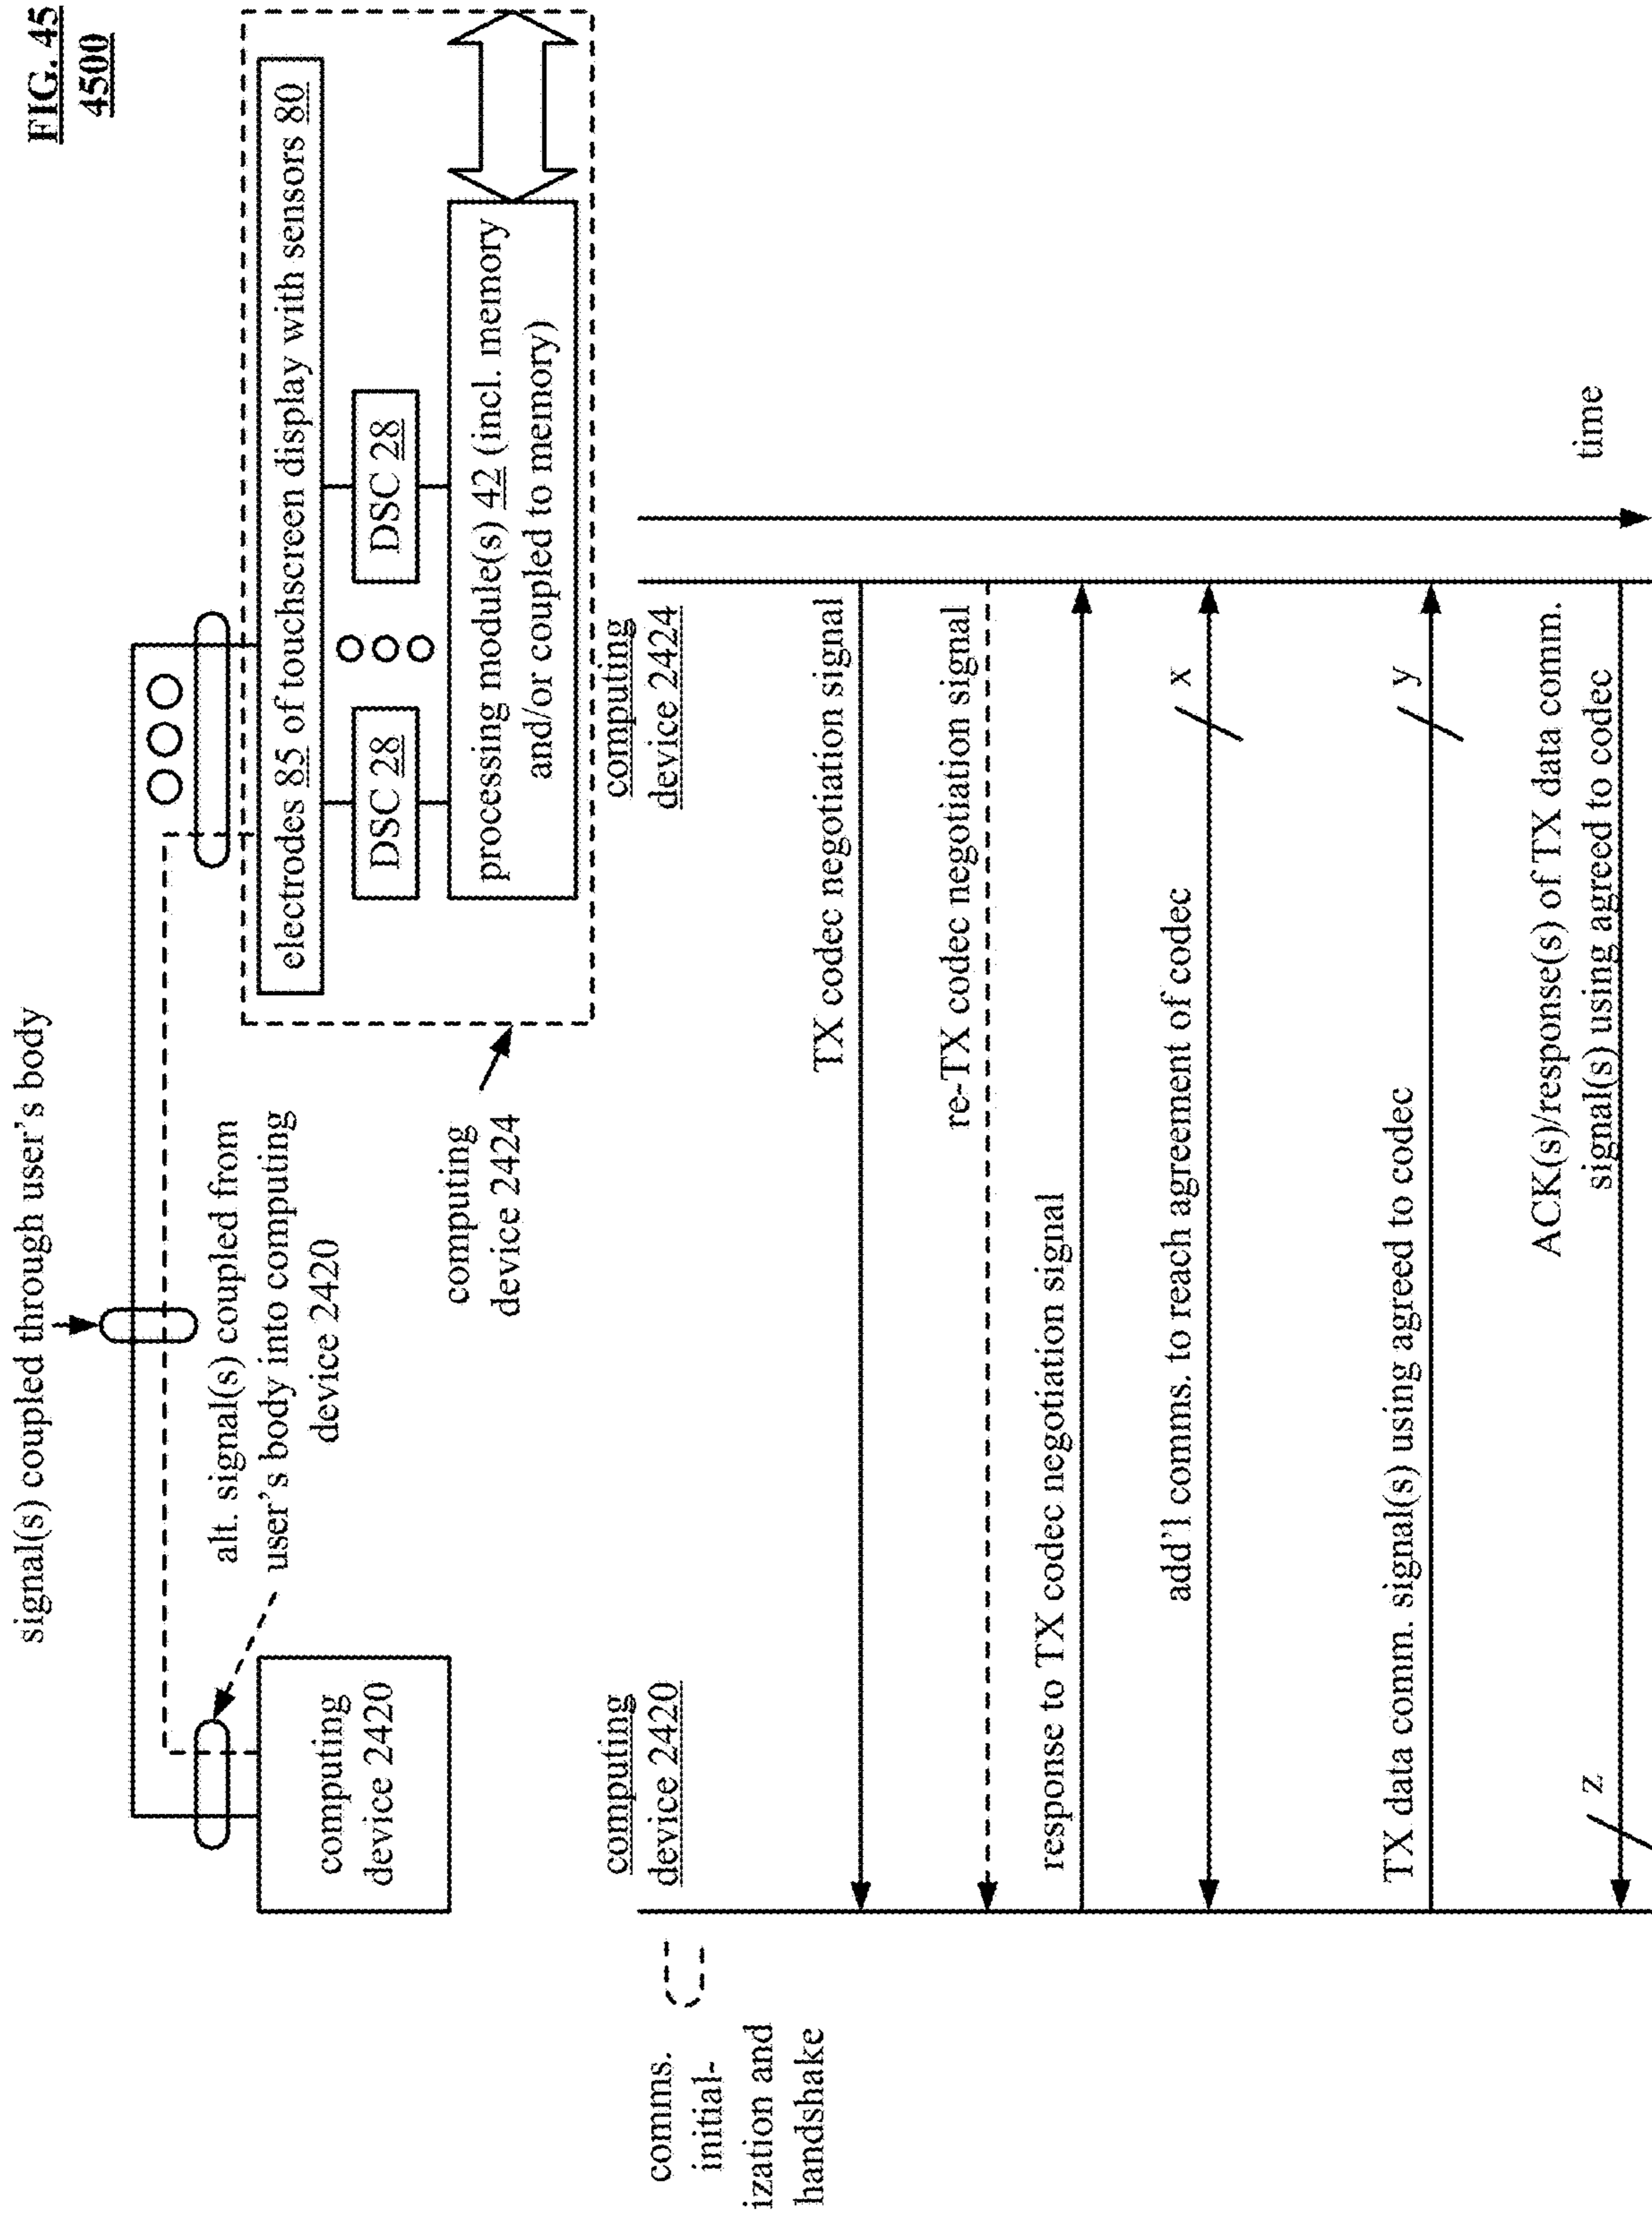 signal(s) coupled through user's body
FIG. 45
4500
alt. signal(s) coupled from
user's body into computing
device 2420
computing
device 2420
computing
device 2424
electrodes 85 of touchscreen display with sensors 80
DSC 28
DSC 28
processing module(s) 42 (incl. memory
and/or coupled to memory)
comms.
initial-
ization and
handshake
computing
device 2420
computing
device 2424
TX codec negotiation signal
re-TX codec negotiation signal
response to TX codec negotiation signal
add'l comms. to reach agreement of codec
x
TX data comm. signal(s) using agreed to codec
y
ACK(s)/response(s) of TX data comm.
signal(s) using agreed to codec
z
time